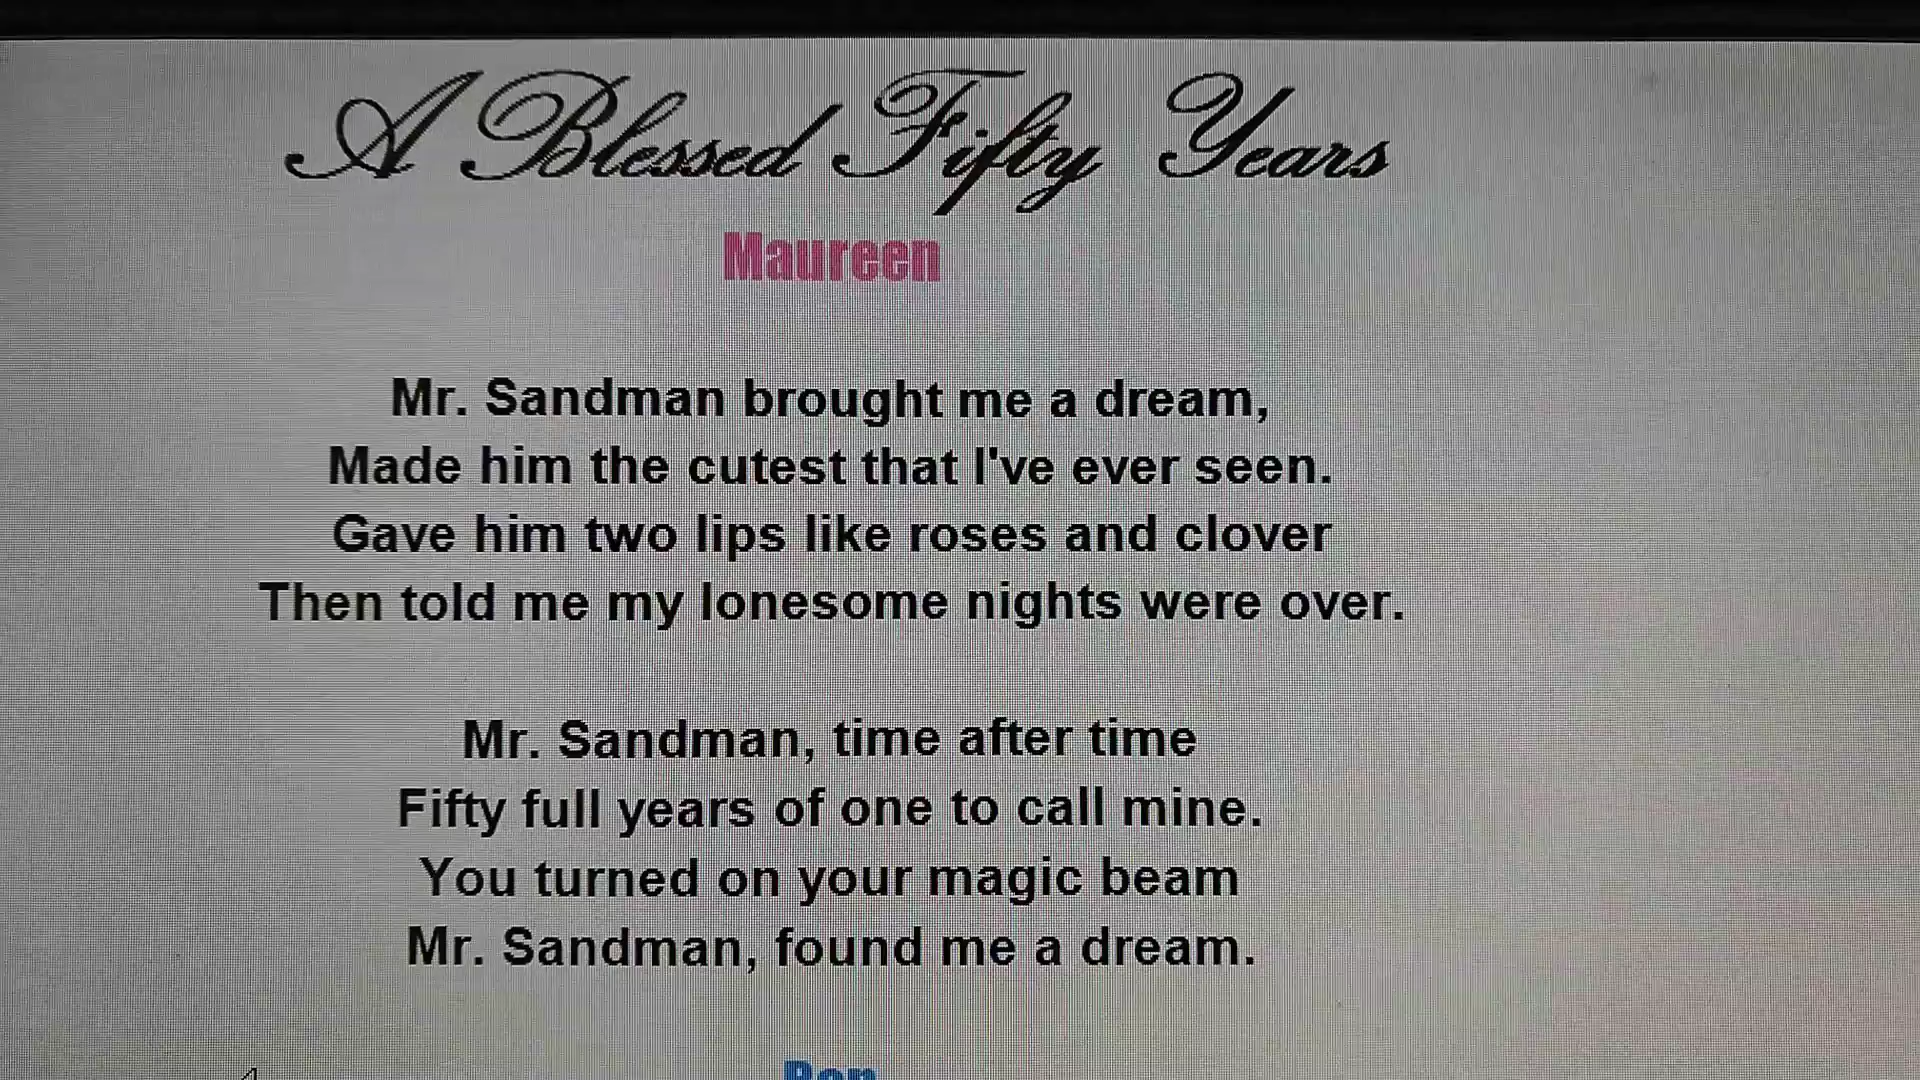 A Blessed Fifty Years
Maureen
Mr. Sandman brought me a dream,
Made him the cutest that I've ever seen.
Gave him two lips like roses and clover
Then told me my lonesome nights were over.
Mr. Sandman, time after time
Fifty full years of one to call mine.
You turned on your magic beam
Mr. Sandman, found me a dream.